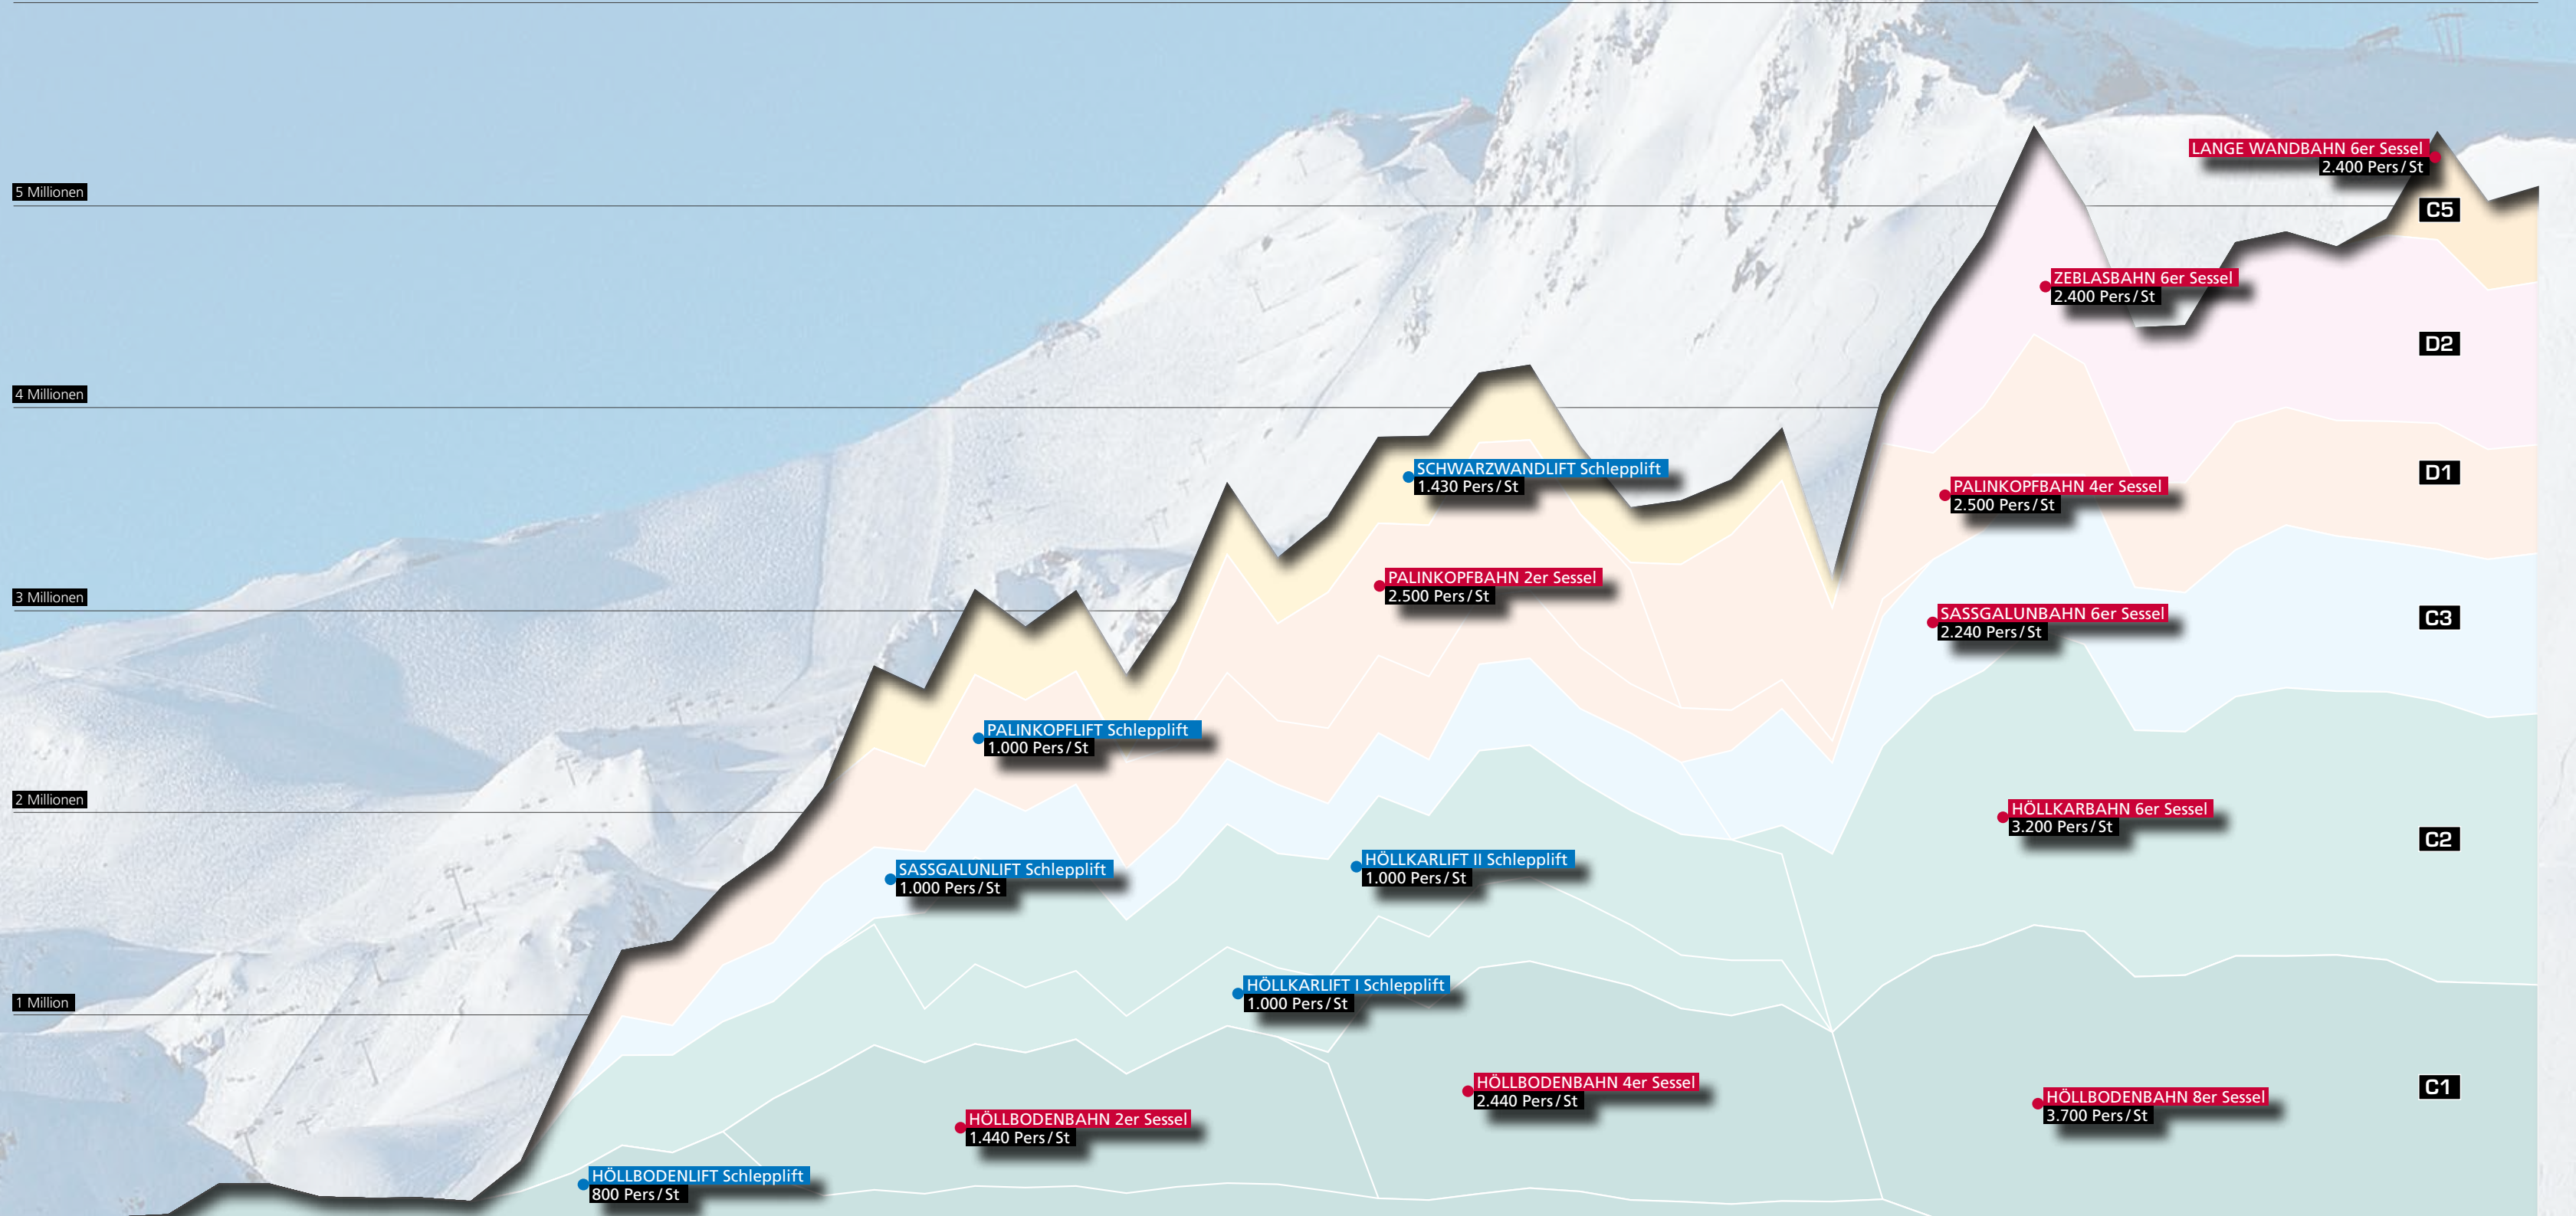 LANGE WANDBAHN 6er Sessel
2.400 Pers/St
5 Millionen
C5
ZEBLASBAHN 6er Sessel
2.400 Pers/St
D2
4 Millionen
SCHWARZWANDLIFT Schlepplift
1.430 Pers/St
D1
PALINKOPFBAHN 4er Sessel
2.500 Pers/St
PALINKOPFBAHN 2er Sessel
2.500 Pers/St
3 Millionen
SASSGALUNBAHN 6er Sessel
2.240 Pers/St
C3
PALINKOPFLIFT Schlepplift
1.000 Pers/St
2 Millionen
HÖLLKARBAHN 6er Sessel
3.200 Pers/St
C2
SASSGALUNLIFT Schlepplift
1.000 Pers/St
HÖLLKARLIFT II Schlepplift
1.000 Pers/St
HÖLLKARLIFT I Schlepplift
1.000 Pers/St
1 Million
HÖLLBODENBAHN 4er Sessel
2.440 Pers/St
C1
HÖLLBODENBAHN 8er Sessel
3.700 Pers/St
HÖLLBODENBAHN 2er Sessel
1.440 Pers/St
HÖLLBODENLIFT Schlepplift
800 Pers/St